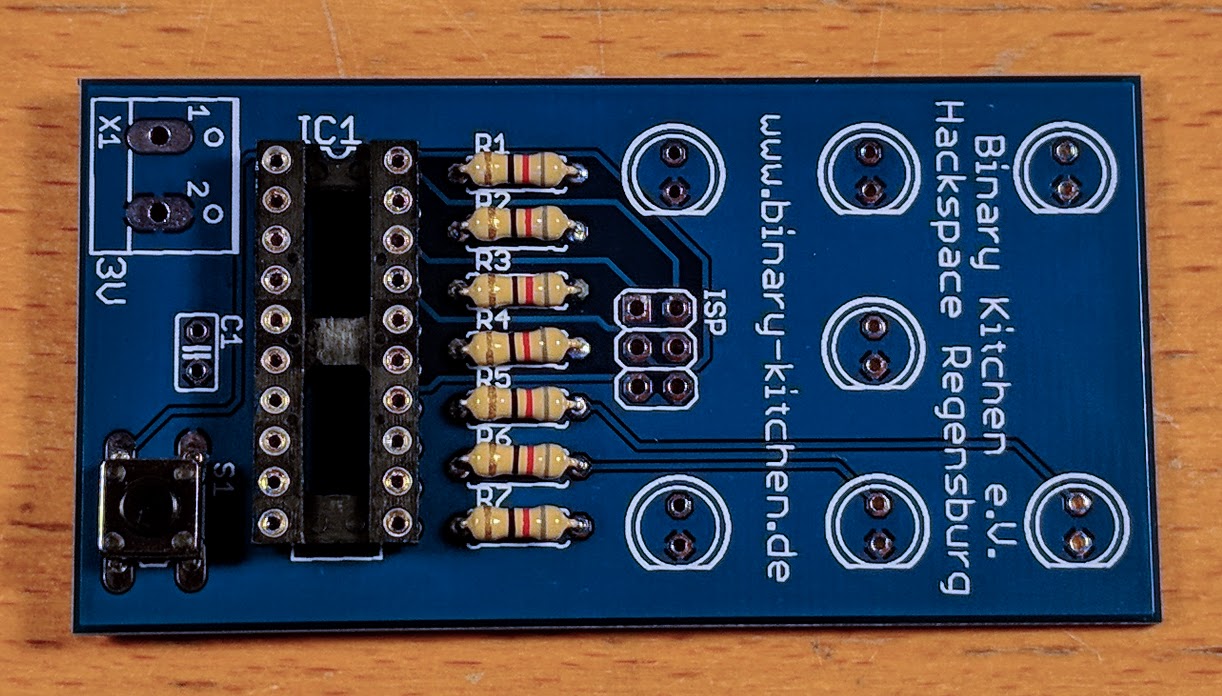 1
X1
2
3V
IC1
C1
S1
R1
R2
R3
R4
R5
R6
R7
ISP
www.binary-kitchen.de
Binary Kitchen e.V.
Hackspace Regensburg